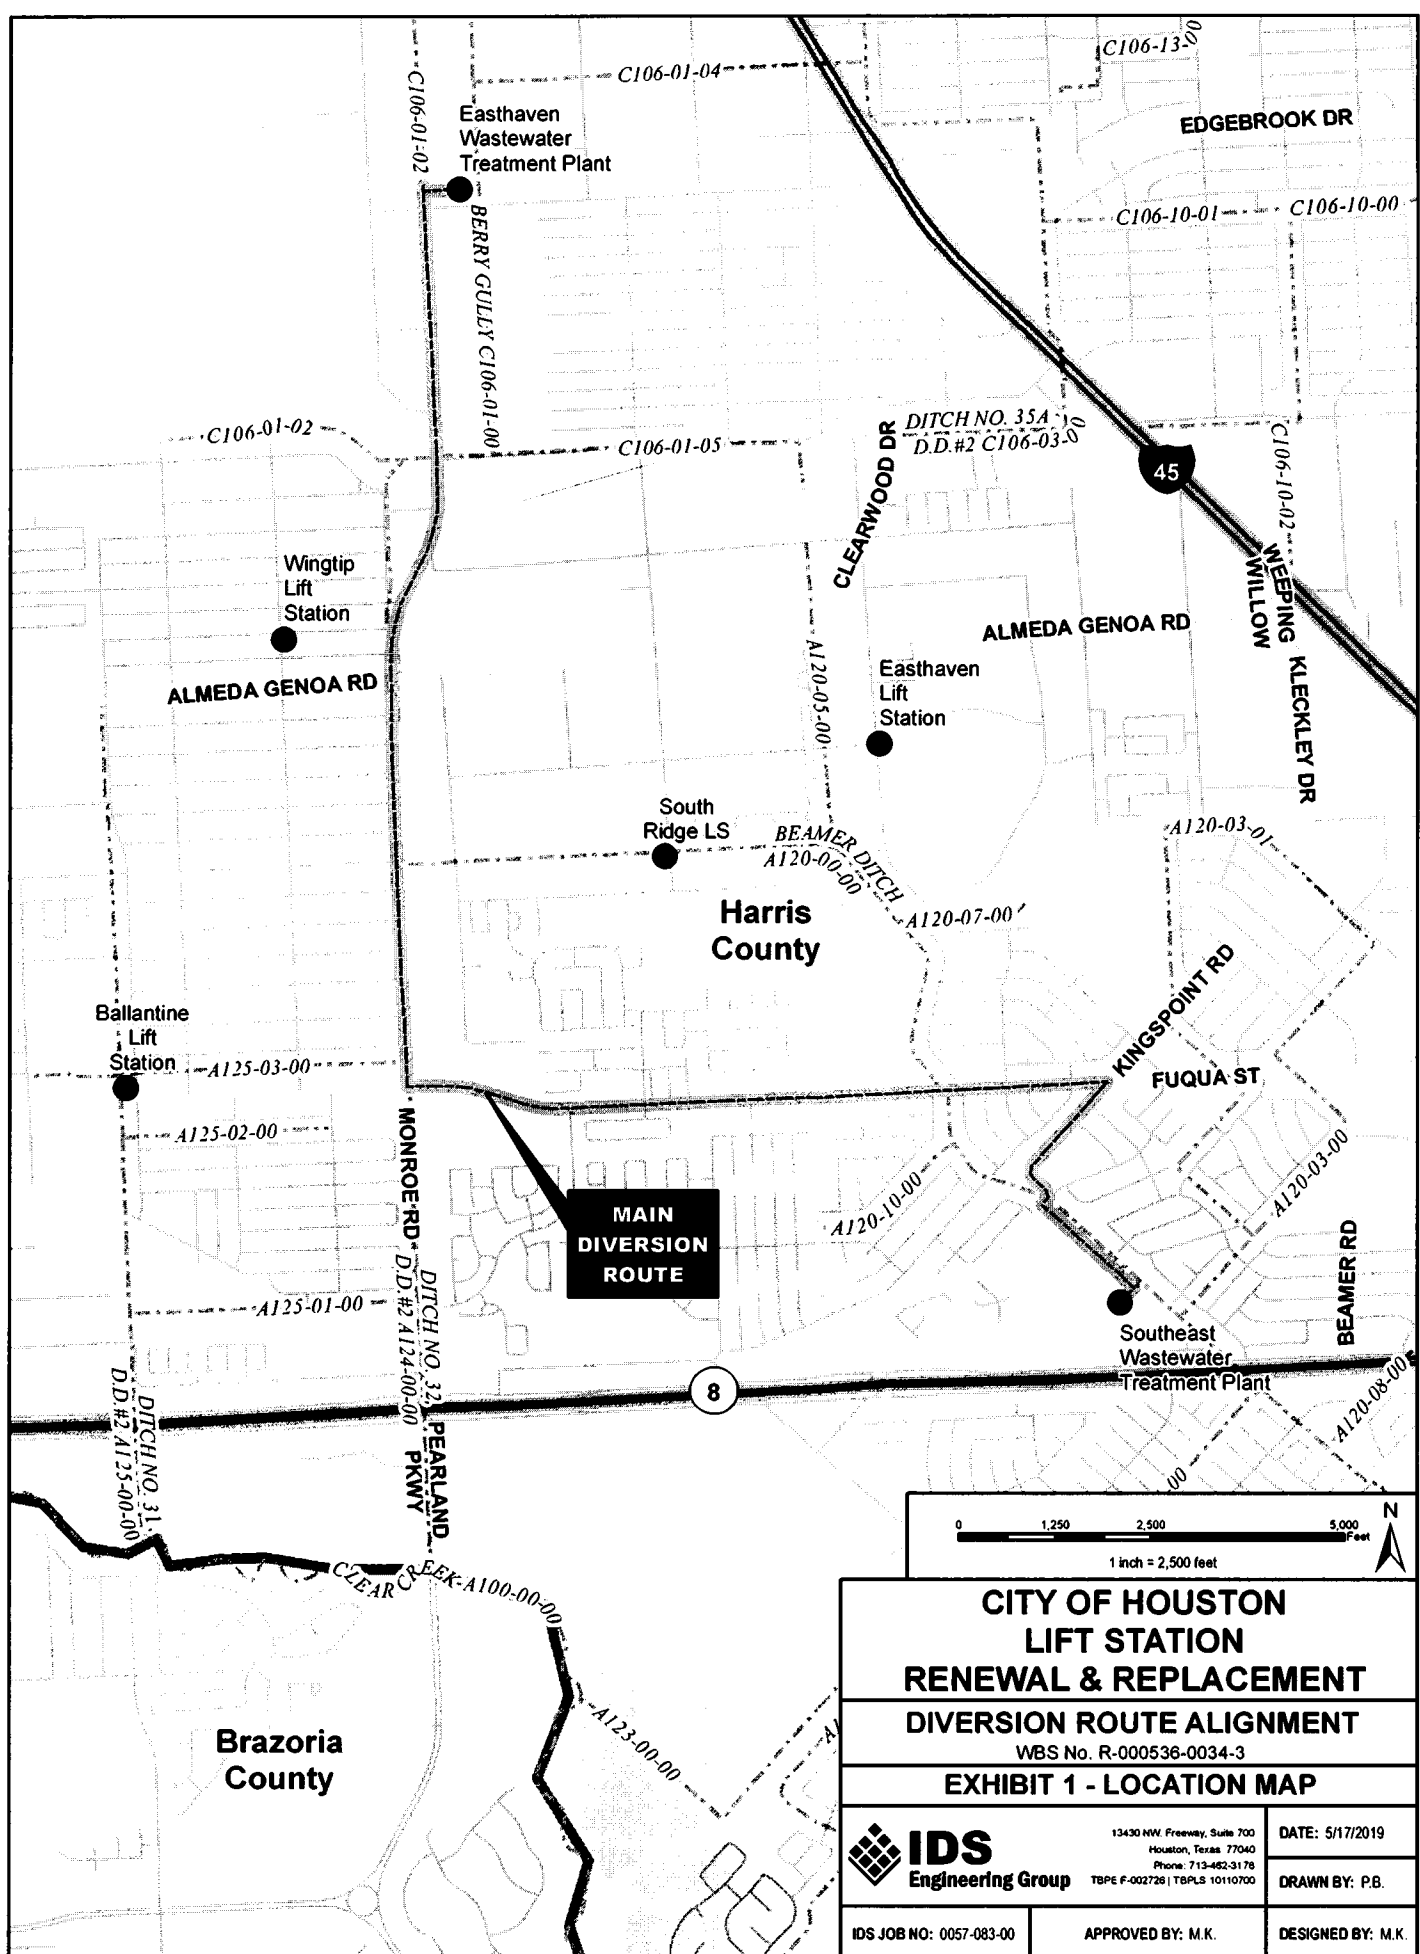 C106-13-00
C106-01-04
C106-01-02
Easthaven
Wastewater
Treatment Plant
EDGEBROOK DR
C106-10-01
C106-10-00
BERRY GULLY C106-01-00
C106-01-02
C106-01-05
CLEARWOOD DR
DITCH NO. 35A
D.D.#2 C106-03-00
45
C106-10-02
WEEPING
WILLOW
Wingtip
Lift
Station
ALMEDA GENOA RD
ALMEDA GENOA RD
A120-05-00
Easthaven
Lift
Station
KLECKLEY DR
South
Ridge LS
BEAMER DITCH
A120-00-00
A120-03-01
A120-07-00
Harris
County
KINGSPOINT RD
Ballantine
Lift
Station
A125-03-00
FUQUA ST
A125-02-00
MONROE RD
MAIN
DIVERSION
ROUTE
A120-10-00
A120-03-00
BEAMER RD
A125-01-00
DITCH NO. 32,
D.D.#2 A124-00-00
Southeast
Wastewater
Treatment Plant
8
A120-08-00
DITCH NO. 31
D.D.#2 A125-00-00
PEARLAND
PKWY
00
CLEAR CREEK-A100-00-00
A123-00-00
Brazoria
County
0 1,250 2,500 5,000
Feet
N
1 inch = 2,500 feet
CITY OF HOUSTON
LIFT STATION
RENEWAL & REPLACEMENT
DIVERSION ROUTE ALIGNMENT
WBS No. R-000536-0034-3
EXHIBIT 1 - LOCATION MAP
IDS
Engineering Group
13430 NW. Freeway, Suite 700
Houston, Texas 77040
Phone: 713-462-3178
TBPE F-002726 | TBPLS 10110700
DATE: 5/17/2019
DRAWN BY: P.B.
IDS JOB NO: 0057-083-00
APPROVED BY: M.K.
DESIGNED BY: M.K.